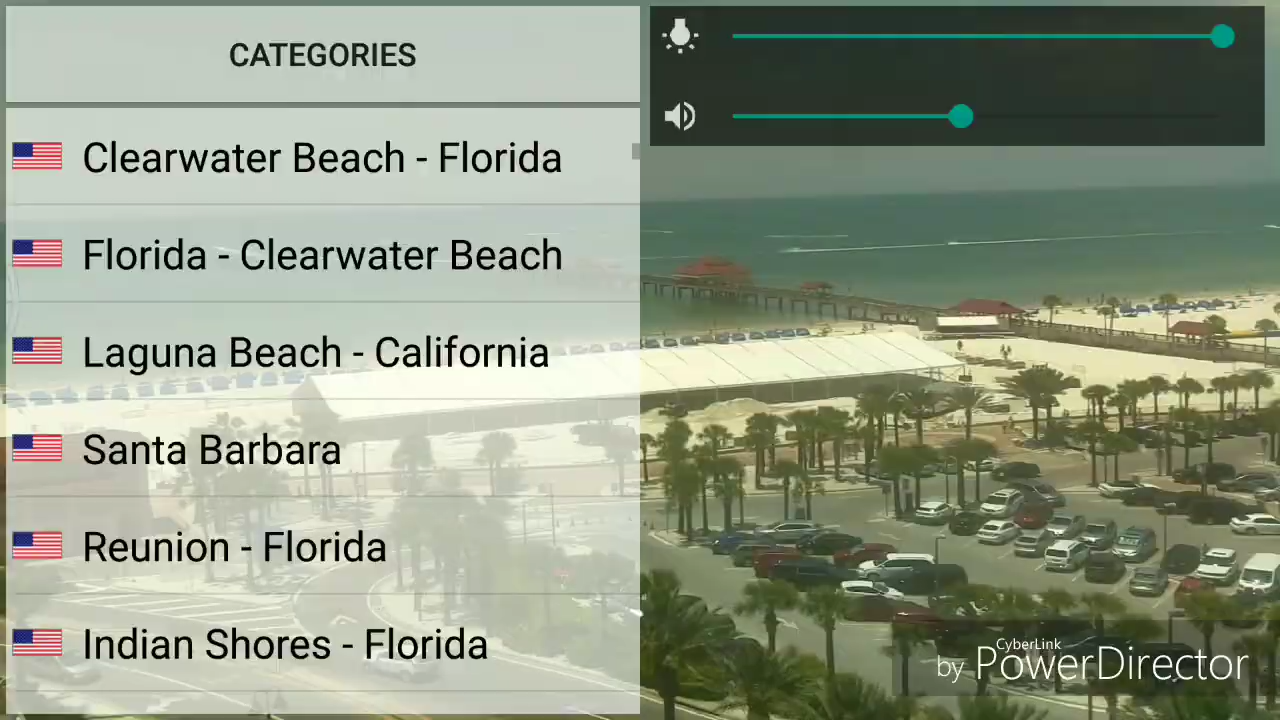 CATEGORIES
Clearwater Beach - Florida
Florida - Clearwater Beach
Laguna Beach - California
Santa Barbara
Reunion - Florida
Indian Shores - Florida
CyberLink
by PowerDirector